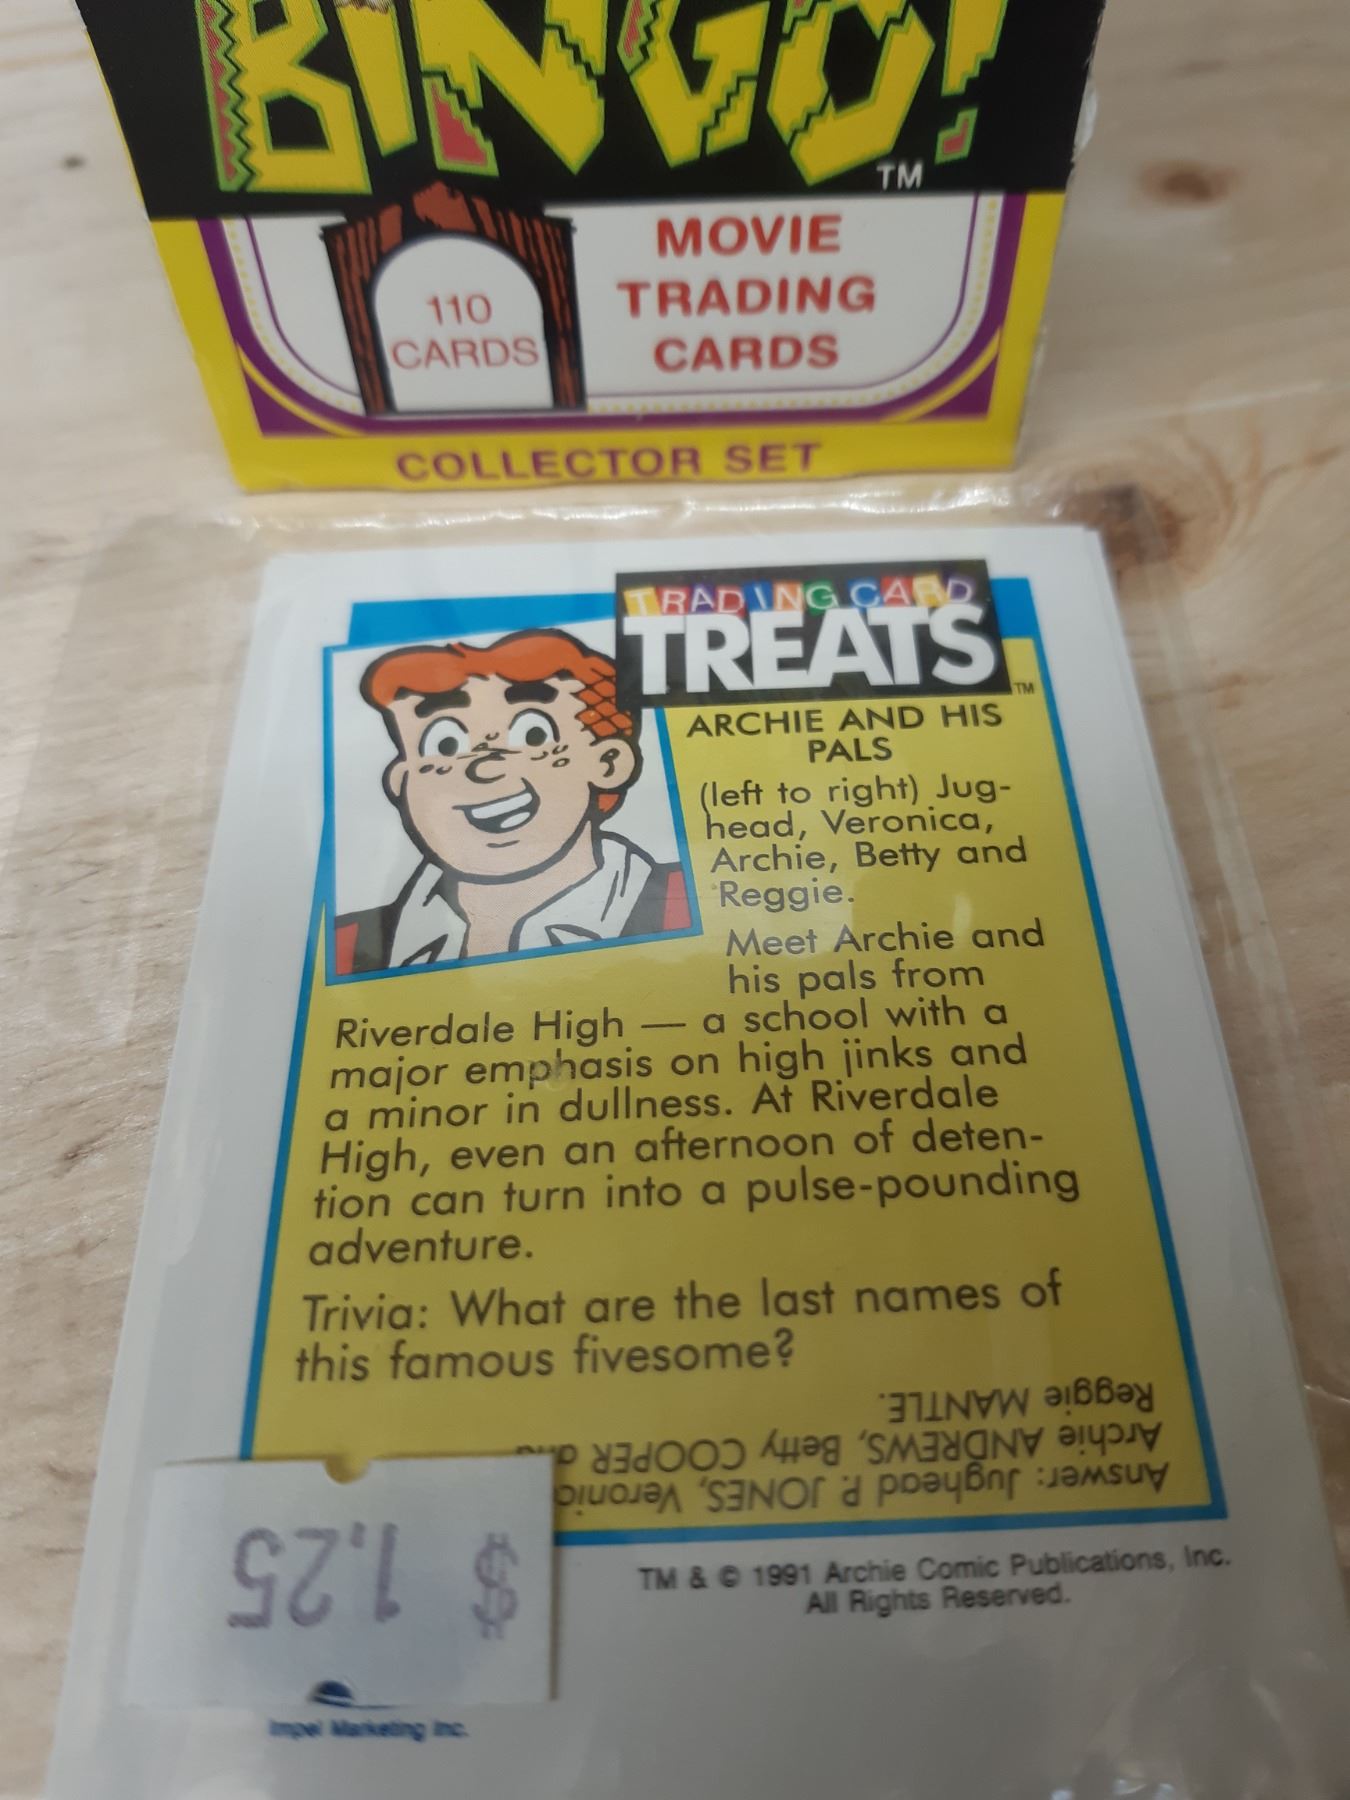 BINGO!
TM
110
CARDS
MOVIE
TRADING
CARDS
COLLECTOR SET
TRADING CARD
TREATS
TM
ARCHIE AND HIS
PALS
(left to right) Jug-
head, Veronica,
Archie, Betty and
Reggie.
Meet Archie and
his pals from
Riverdale High — a school with a
major emphasis on high jinks and
a minor in dullness. At Riverdale
High, even an afternoon of deten-
tion can turn into a pulse-pounding
adventure.
Trivia: What are the last names of
this famous fivesome?
Answer: Jughead P. JONES, Veronic
Archie ANDREWS, Betty COOPER and
Reggie MANTLE.
$ 1.25
TM & © 1991 Archie Comic Publications, Inc.
All Rights Reserved.
Impel Marketing Inc.